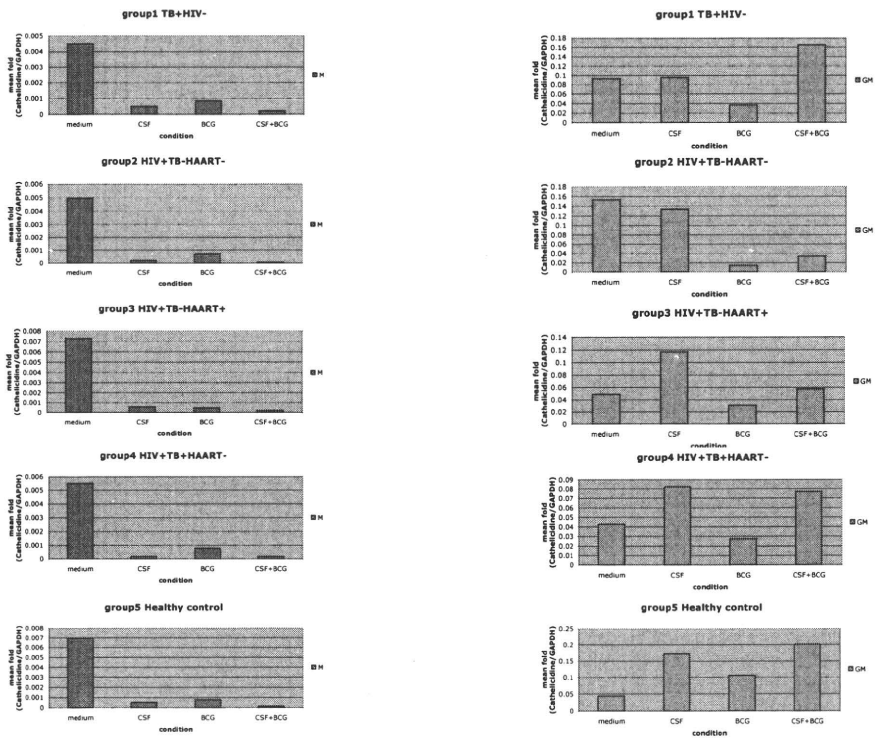 group1 TB+HIV-
mean fold
(Cathelicidine/GAPDH)
0.005
0.004
0.003
0.002
0.001
0
medium CSF BCG CSF+BCG
condition
M
group2 HIV+TB-HAART-
mean fold
(Cathelicidine/GAPDH)
0.006
0.005
0.004
0.003
0.002
0.001
0
medium CSF BCG CSF+BCG
condition
M
group3 HIV+TB-HAART+
mean fold
(Cathelicidine/GAPDH)
0.008
0.007
0.006
0.005
0.004
0.003
0.002
0.001
0
medium CSF BCG CSF+BCG
condition
M
group4 HIV+TB+HAART-
mean fold
(Cathelicidine/GAPDH)
0.006
0.005
0.004
0.003
0.002
0.001
0
medium CSF BCG CSF+BCG
condition
M
group5 Healthy control
mean fold
(Cathelicidine/GAPDH)
0.007
0.006
0.005
0.004
0.003
0.002
0.001
0
medium CSF BCG CSF+BCG
condition
M
group1 TB+HIV-
mean fold
(Cathelicidine/GAPDH)
0.18
0.16
0.14
0.12
0.1
0.08
0.06
0.04
0.02
0
medium CSF BCG CSF+BCG
condition
GM
group2 HIV+TB-HAART-
mean fold
(Cathelicidine/GAPDH)
0.18
0.16
0.14
0.12
0.1
0.08
0.06
0.04
0.02
0
medium CSF BCG CSF+BCG
condition
GM
group3 HIV+TB-HAART+
mean fold
(Cathelicidine/GAPDH)
0.14
0.12
0.1
0.08
0.06
0.04
0.02
0
medium CSF BCG CSF+BCG
condition
GM
group4 HIV+TB+HAART-
mean fold
(Cathelicidine/GAPDH)
0.09
0.08
0.07
0.06
0.05
0.04
0.03
0.02
0.01
0
medium CSF BCG CSF+BCG
condition
GM
group5 Healthy control
mean fold
(Cathelicidine/GAPDH)
0.25
0.2
0.15
0.1
0.05
0
medium CSF BCG CSF+BCG
condition
GM